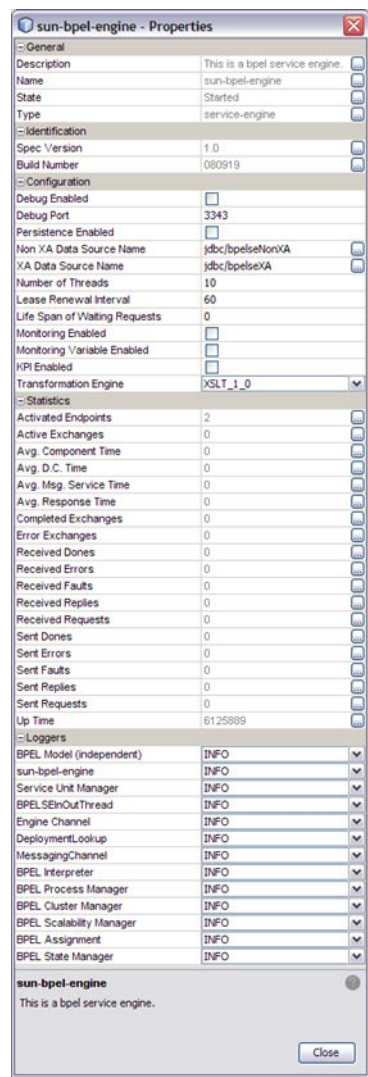 sun-bpel-engine - Properties
General
Description This is a bpel service engine.
Name sun-bpel-engine
State Started
Type service-engine
Identification
Spec Version 1.0
Build Number 080919
Configuration
Debug Enabled
Debug Port 3343
Persistence Enabled
Non XA Data Source Name jdbc/bpelseNonXA
XA Data Source Name jdbc/bpelseXA
Number of Threads 10
Lease Renewal Interval 60
Life Span of Waiting Requests 0
Monitoring Enabled
Monitoring Variable Enabled
KPI Enabled
Transformation Engine XSLT_1_0
Statistics
Activated Endpoints 2
Active Exchanges 0
Avg. Component Time 0
Avg. D.C. Time 0
Avg. Msg. Service Time 0
Avg. Response Time 0
Completed Exchanges 0
Error Exchanges 0
Received Dones 0
Received Errors 0
Received Faults 0
Received Replies 0
Received Requests 0
Sent Dones 0
Sent Errors 0
Sent Faults 0
Sent Replies 0
Sent Requests 0
Up Time 6125889
Loggers
BPEL Model (independent) INFO
sun-bpel-engine INFO
Service Unit Manager INFO
BPELSEInOutThread INFO
Engine Channel INFO
DeploymentLookup INFO
MessagingChannel INFO
BPEL Interpreter INFO
BPEL Process Manager INFO
BPEL Cluster Manager INFO
BPEL Scalability Manager INFO
BPEL Assignment INFO
BPEL State Manager INFO
sun-bpel-engine
This is a bpel service engine.
Close